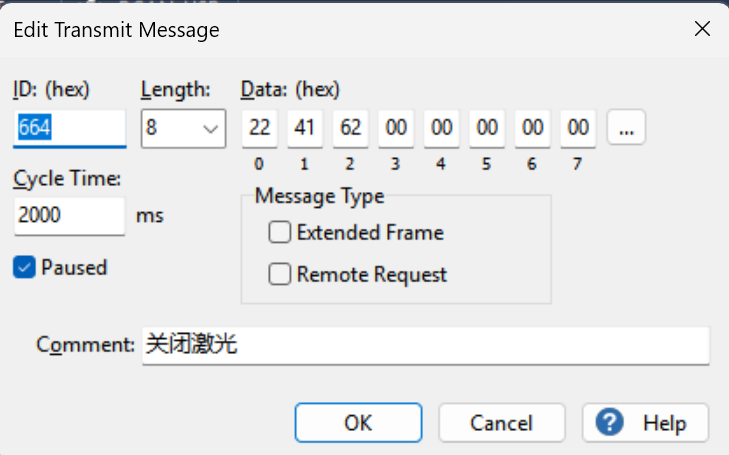 Edit Transmit Message
ID: (hex) Length: Data: (hex)
664 8 22 41 62 00 00 00 00 00 ...
0 1 2 3 4 5 6 7
Cycle Time:
2000 ms
Message Type
Extended Frame
Paused
Remote Request
Comment: 关闭激光
OK Cancel ? Help